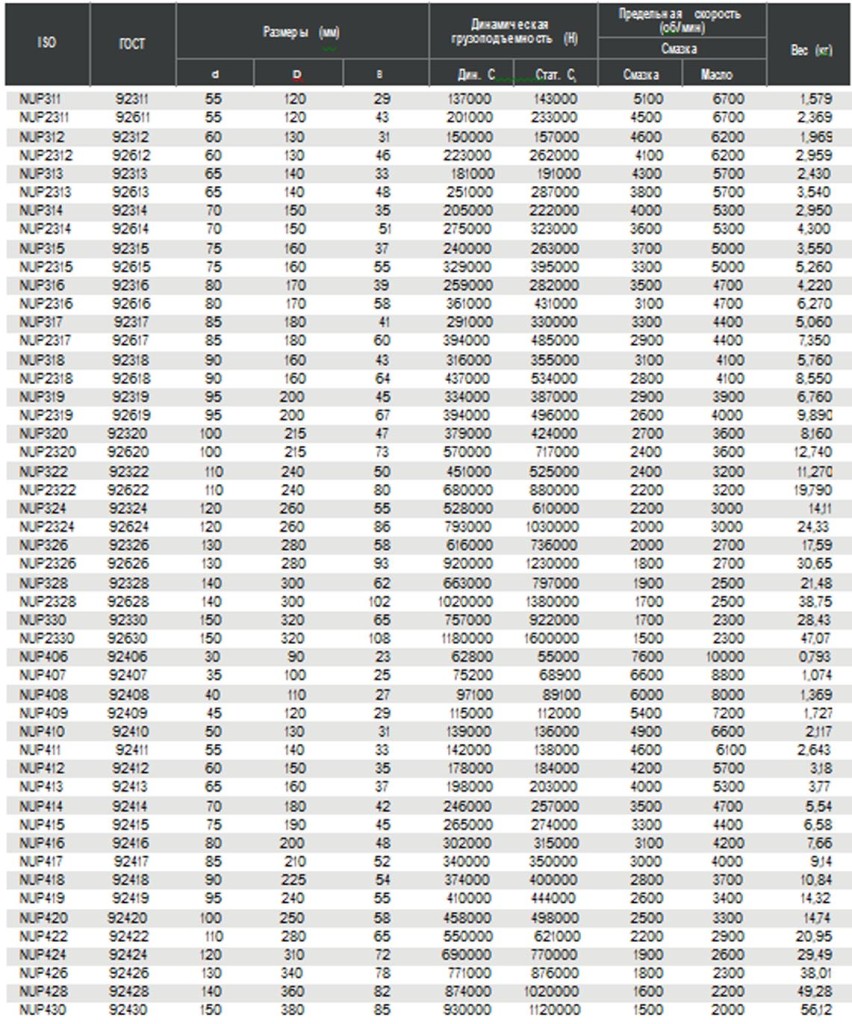 ISO ГОСТ Размеры (мм) Динамическая грузоподъемность (Н) Предельная скорость (об/мин) Вес (кг)
Смазка
d D B Дин. С Стат. С, Смазка Масло
NUP311 92311 55 120 29 137000 143000 5100 6700 1,579
NUP2311 92611 55 120 43 201000 233000 4500 6700 2,369
NUP312 92312 60 130 31 150000 157000 4600 6200 1,969
NUP2312 92612 60 130 46 223000 262000 4100 6200 2,959
NUP313 92313 65 140 33 181000 191000 4300 5700 2,430
NUP2313 92613 65 140 48 251000 287000 3800 5700 3,540
NUP314 92314 70 150 35 205000 222000 4000 5300 2,950
NUP2314 92614 70 150 51 275000 323000 3600 5300 4,300
NUP315 92315 75 160 37 240000 263000 3700 5000 3,550
NUP2315 92615 75 160 55 329000 395000 3300 5000 5,260
NUP316 92316 80 170 39 259000 282000 3500 4700 4,220
NUP2316 92616 80 170 58 361000 431000 3100 4700 6,270
NUP317 92317 85 180 41 291000 330000 3300 4400 5,060
NUP2317 92617 85 180 60 394000 485000 2900 4400 7,350
NUP318 92318 90 160 43 316000 355000 3100 4100 5,760
NUP2318 92618 90 160 64 437000 534000 2800 4100 8,550
NUP319 92319 95 200 45 334000 387000 2900 3900 6,760
NUP2319 92619 95 200 67 394000 496000 2600 4000 9,890
NUP320 92320 100 215 47 379000 424000 2700 3600 8,160
NUP2320 92620 100 215 73 570000 717000 2400 3600 12,740
NUP322 92322 110 240 50 451000 525000 2400 3200 11,270
NUP2322 92622 110 240 80 680000 880000 2200 3200 19,790
NUP324 92324 120 260 55 528000 610000 2200 3000 14,11
NUP2324 92624 120 260 86 793000 1030000 2000 3000 24,33
NUP326 92326 130 280 58 616000 736000 2000 2700 17,59
NUP2326 92626 130 280 93 920000 1230000 1800 2700 30,65
NUP328 92328 140 300 62 663000 797000 1900 2500 21,48
NUP2328 92628 140 300 102 1020000 1380000 1700 2500 38,75
NUP330 92330 150 320 65 757000 922000 1700 2300 28,43
NUP2330 92630 150 320 108 1180000 1600000 1500 2300 47,07
NUP406 92406 30 90 23 62800 55000 7600 10000 0,793
NUP407 92407 35 100 25 75200 68900 6600 8800 1,074
NUP408 92408 40 110 27 97100 89100 6000 8000 1,369
NUP409 92409 45 120 29 115000 112000 5400 7200 1,727
NUP410 92410 50 130 31 139000 136000 4900 6600 2,117
NUP411 92411 55 140 33 142000 138000 4600 6100 2,643
NUP412 92412 60 150 35 178000 184000 4200 5700 3,18
NUP413 92413 65 160 37 198000 203000 4000 5300 3,77
NUP414 92414 70 180 42 246000 257000 3500 4700 5,54
NUP415 92415 75 190 45 265000 274000 3300 4400 6,58
NUP416 92416 80 200 48 302000 315000 3100 4200 7,66
NUP417 92417 85 210 52 340000 350000 3000 4000 9,14
NUP418 92418 90 225 54 374000 400000 2800 3700 10,84
NUP419 92419 95 240 55 410000 444000 2600 3400 14,32
NUP420 92420 100 250 58 458000 498000 2500 3300 14,74
NUP422 92422 110 280 65 550000 621000 2200 2900 20,95
NUP424 92424 120 310 72 690000 770000 1900 2600 29,49
NUP426 92426 130 340 78 771000 876000 1800 2300 38,01
NUP428 92428 140 360 82 874000 1020000 1600 2200 49,28
NUP430 92430 150 380 85 930000 1120000 1500 2000 56,12